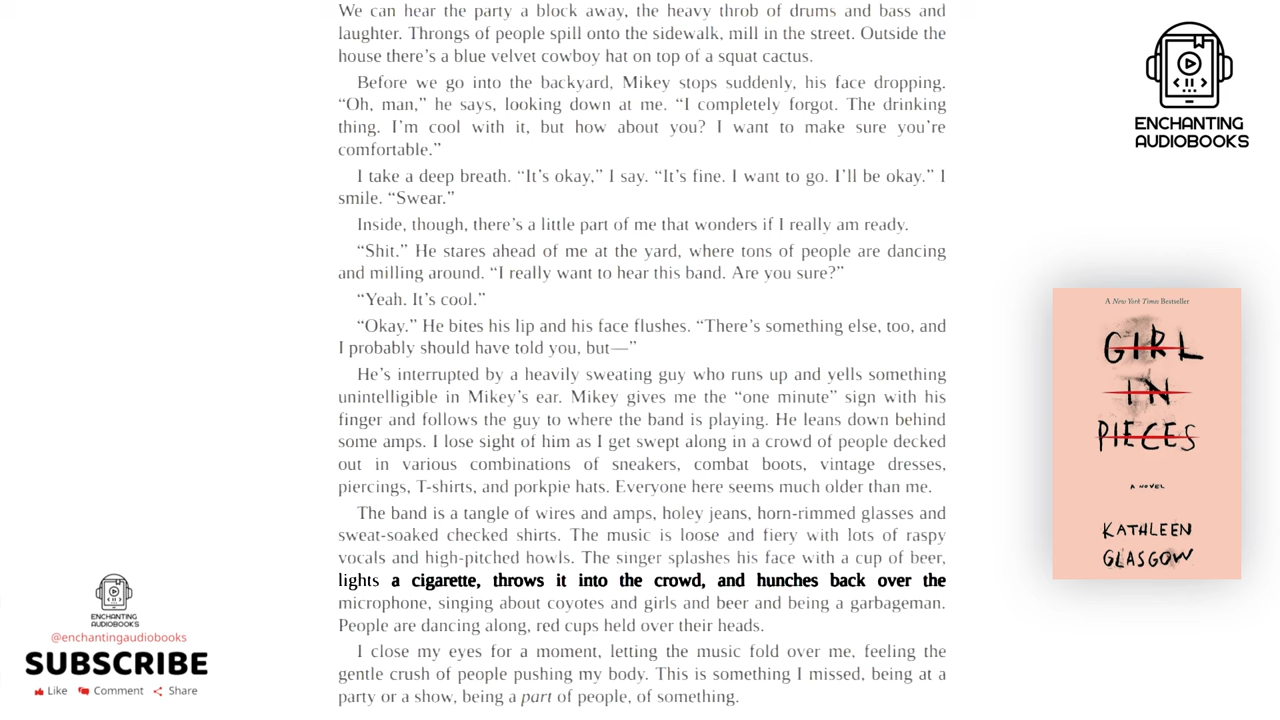 We can hear the party a block away, the heavy throb of drums and bass and
laughter. Throngs of people spill onto the sidewalk, mill in the street. Outside the
house there's a blue velvet cowboy hat on top of a squat cactus.
Before we go into the backyard, Mikey stops suddenly, his face dropping.
“Oh, man,” he says, looking down at me. “I completely forgot. The drinking
thing. I'm cool with it, but how about you? I want to make sure you're
comfortable.”
I take a deep breath. “It's okay,” I say. “It's fine. I want to go. I'll be okay.” I
smile. “Swear.”
Inside, though, there's a little part of me that wonders if I really am ready.
“Shit.” He stares ahead of me at the yard, where tons of people are dancing
and milling around. “I really want to hear this band. Are you sure?”
“Yeah. It's cool.”
“Okay.” He bites his lip and his face flushes. “There's something else, too, and
I probably should have told you, but—”
He's interrupted by a heavily sweating guy who runs up and yells something
unintelligible in Mikey's ear. Mikey gives me the “one minute” sign with his
finger and follows the guy to where the band is playing. He leans down behind
some amps. I lose sight of him as I get swept along in a crowd of people decked
out in various combinations of sneakers, combat boots, vintage dresses,
piercings, T-shirts, and porkpie hats. Everyone here seems much older than me.
The band is a tangle of wires and amps, holey jeans, horn-rimmed glasses and
sweat-soaked checked shirts. The music is loose and fiery with lots of raspy
vocals and high-pitched howls. The singer splashes his face with a cup of beer,
lights a cigarette, throws it into the crowd, and hunches back over the
microphone, singing about coyotes and girls and beer and being a garbageman.
People are dancing along, red cups held over their heads.
I close my eyes for a moment, letting the music fold over me, feeling the
gentle crush of people pushing my body. This is something I missed, being at a
party or a show, being a part of people, of something.
ENCHANTING
AUDIOBOOKS
A New York Times Bestseller
GIRL
IN
PIECES
A NOVEL
KATHLEEN
GLASGOW
ENCHANTING
AUDIOBOOKS
@enchantingaudiobooks
SUBSCRIBE
Like Comment Share